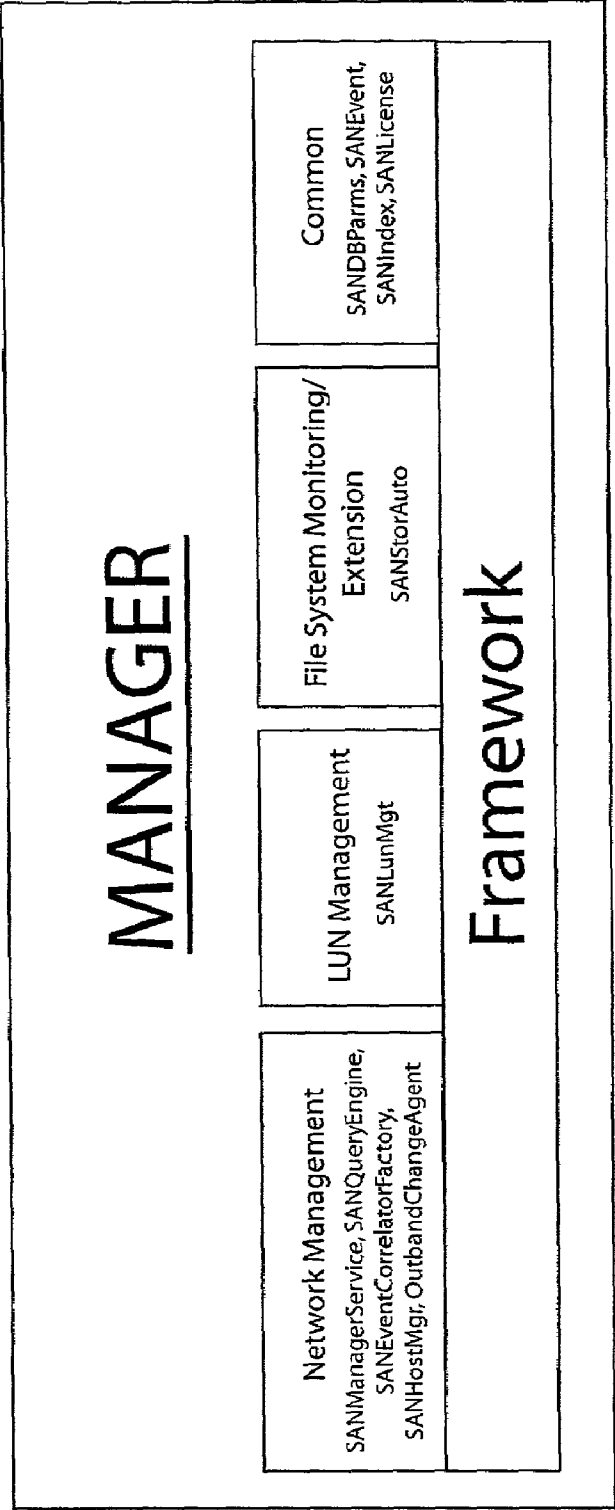 MANAGER
Network Management
SANManagerService, SANQueryEngine,
SANEventCorrelatorFactory,
SANHostMgr, OutbandChangeAgent
LUN Management
SANLunMgt
File System Monitoring/
Extension
SANStorAuto
Common
SANDBParms, SANEvent,
SANIndex, SANLicense
Framework